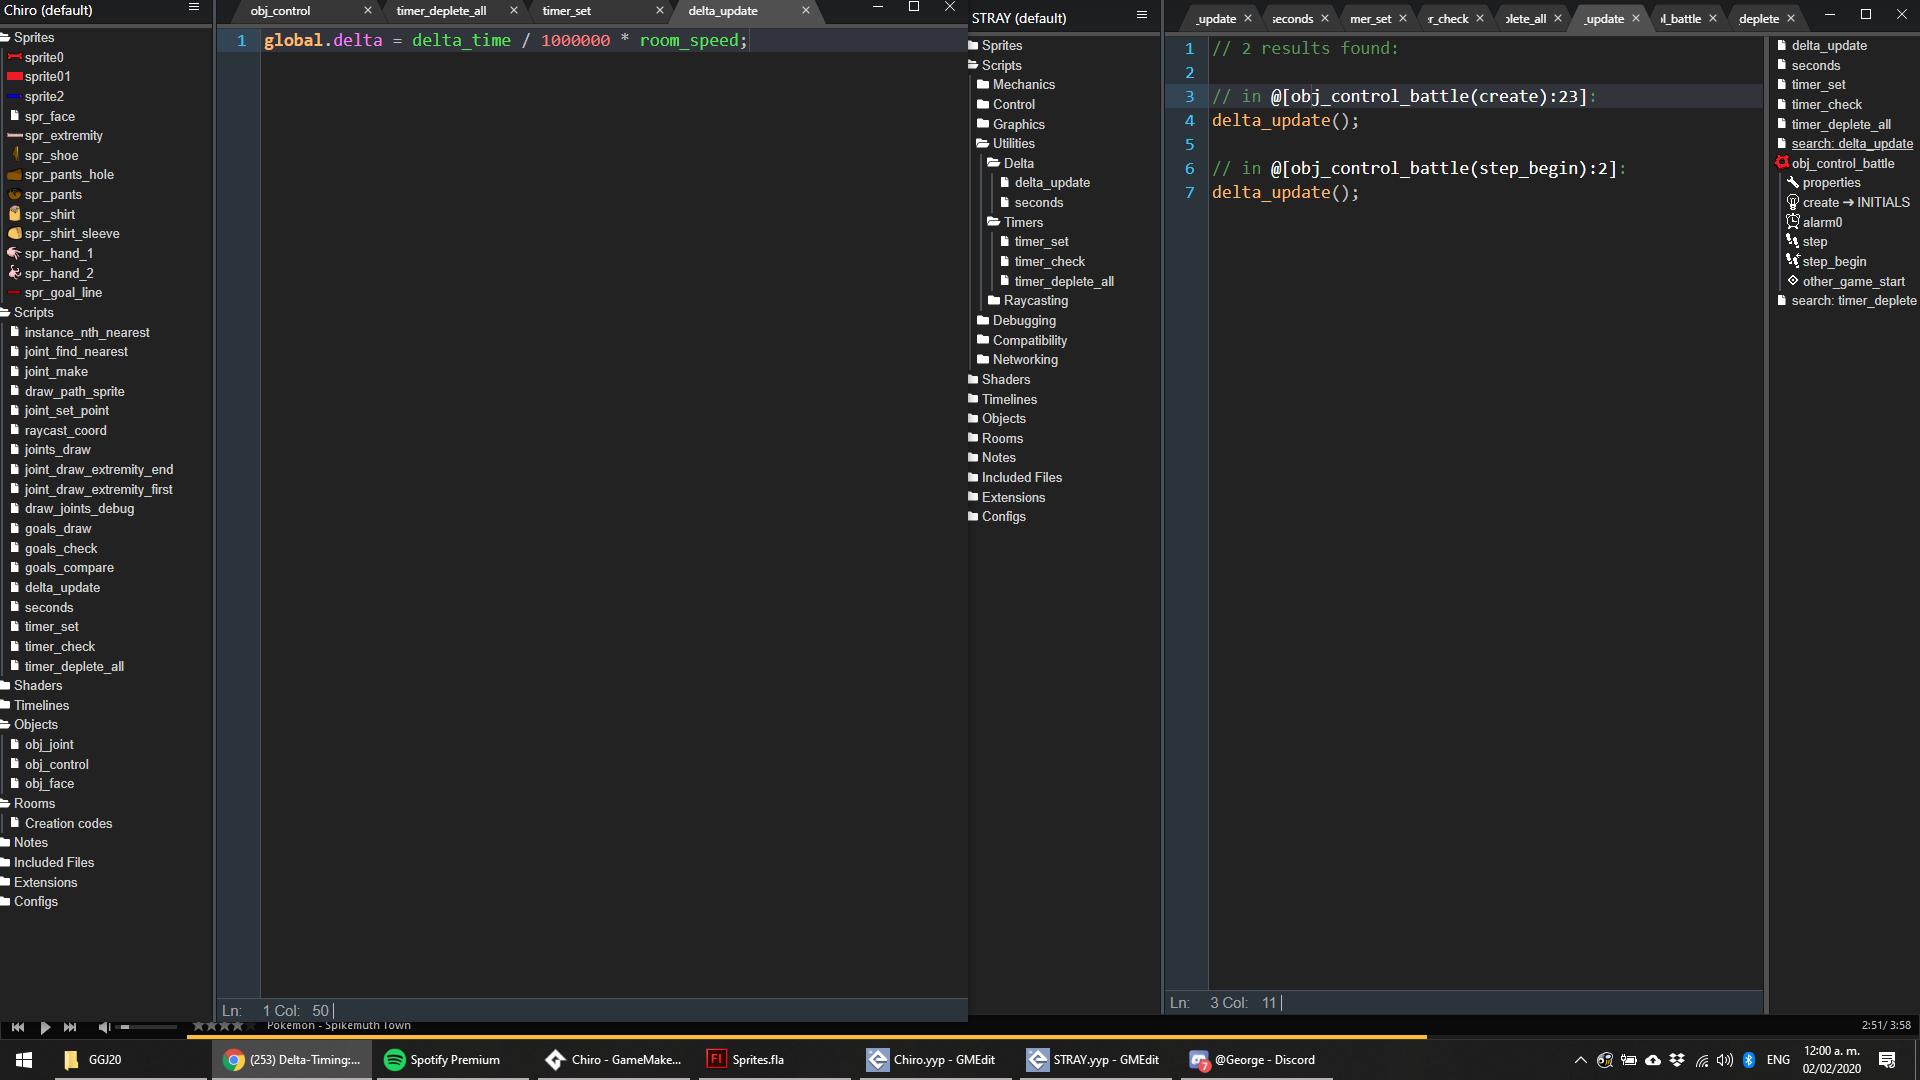 Chiro (default)
Sprites
sprite0
sprite01
sprite2
spr_face
spr_extremity
spr_shoe
spr_pants_hole
spr_pants
spr_shirt
spr_shirt_sleeve
spr_hand_1
spr_hand_2
spr_goal_line
Scripts
instance_nth_nearest
joint_find_nearest
joint_make
draw_path_sprite
joint_set_point
raycast_coord
joints_draw
joint_draw_extremity_end
joint_draw_extremity_first
draw_joints_debug
goals_draw
goals_check
goals_compare
delta_update
seconds
timer_set
timer_check
timer_deplete_all
Shaders
Timelines
Objects
obj_joint
obj_control
obj_face
Rooms
Creation codes
Notes
Included Files
Extensions
Configs
obj_control
timer_deplete_all
timer_set
delta_update
1 global.delta = delta_time / 1000000 * room_speed;
Ln: 1 Col: 50
STRAY (default)
Sprites
Scripts
Mechanics
Control
Graphics
Utilities
Delta
delta_update
seconds
Timers
timer_set
timer_check
timer_deplete_all
Raycasting
Debugging
Compatibility
Networking
Shaders
Timelines
Objects
Rooms
Notes
Included Files
Extensions
Configs
_update
seconds
mer_set
r_check
plete_all
_update
l_battle
deplete
1 // 2 results found:
2
3 // in @[obj_control_battle(create):23]:
4 delta_update();
5
6 // in @[obj_control_battle(step_begin):2]:
7 delta_update();
Ln: 3 Col: 11
delta_update
seconds
timer_set
timer_check
timer_deplete_all
search: delta_update
obj_control_battle
properties
create → INITIALS
alarm0
step
step_begin
other_game_start
search: timer_deplete
Pokémon - Spikemuth Town
2:51/ 3:58
GGJ20
(253) Delta-Timing:...
Spotify Premium
Chiro - GameMake...
Sprites.fla
Chiro.yyp - GMEdit
STRAY.yyp - GMEdit
7
@George - Discord
ENG
12:00 a. m.
02/02/2020